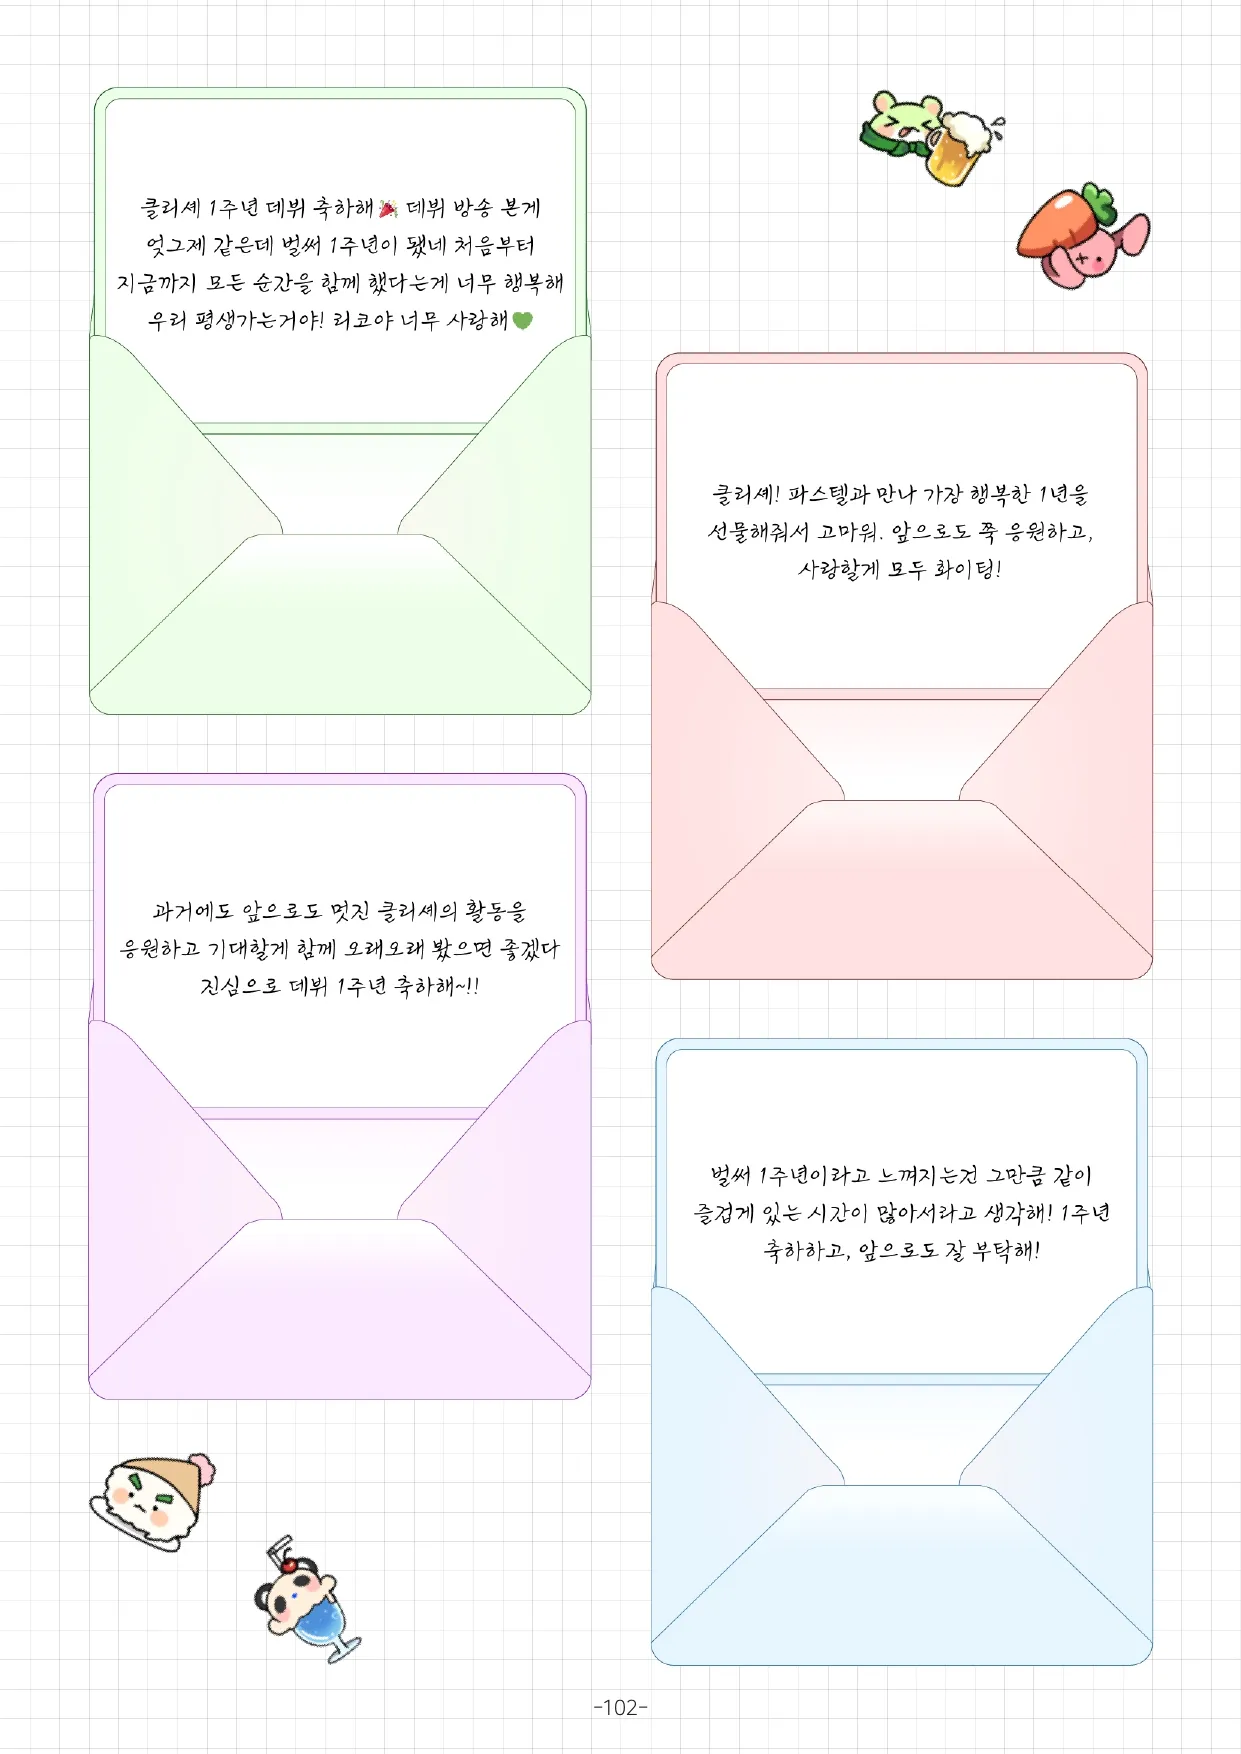 클리셰 1주년 데뷔 축하해🎉 데뷔 방송 본게
엊그제 같은데 벌써 1주년이 됐네 처음부터
지금까지 모든 순간을 함께 했다는게 너무 행복해
우리 평생가는거야! 리코야 너무 사랑해💚
클리셰! 파스텔과 만나 가장 행복한 1년을
선물해줘서 고마워. 앞으로도 쭉 응원하고,
사랑할게 모두 화이팅!
과거에도 앞으로도 멋진 클리셰의 활동을
응원하고 기대할게 함께 오래오래 봤으면 좋겠다
진심으로 데뷔 1주년 축하해~!!
벌써 1주년이라고 느껴지는건 그만큼 같이
즐겁게 있는 시간이 많아서라고 생각해! 1주년
축하하고, 앞으로도 잘 부탁해!
-102-